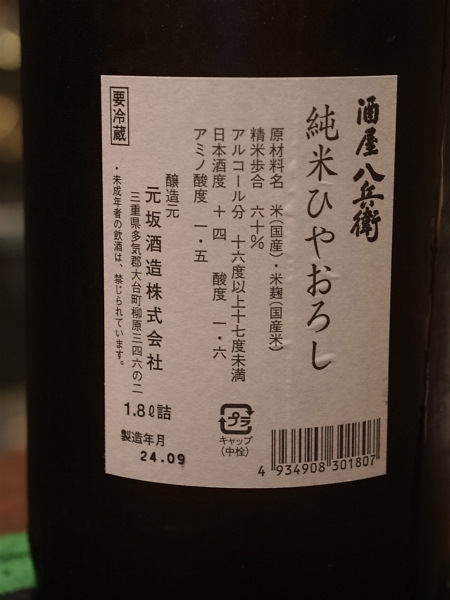 酒屋八兵衛
純米ひやおろし
原材料名 米(国産)・米麹(国産米)
精米歩合 六十%
アルコール分 十六度以上十七度未満
日本酒度 +四 酸度 一・六
アミノ酸度 一・五
醸造元
元坂酒造株式会社
三重県多気郡大台町柳原三四六の二
・未成年者の飲酒は、禁じられています。
要冷蔵
1.8ℓ詰
製造年月
24.09
プラ
キャップ
(中栓)
4 934908 301807